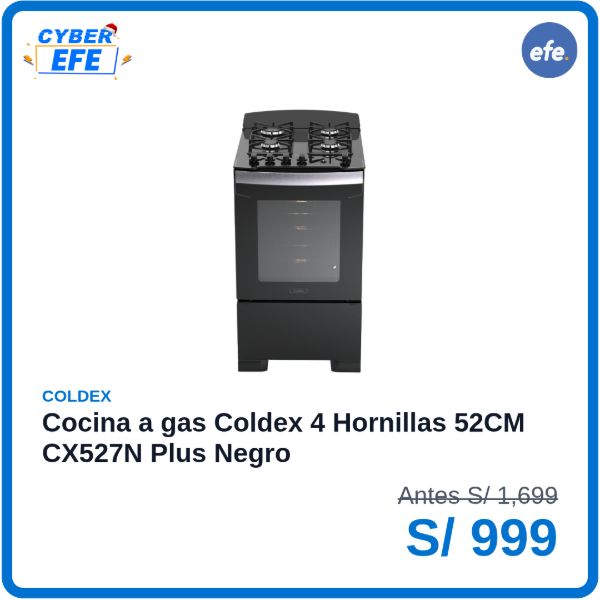 CYBER
EFE
efe.
COLDEX
Cocina a gas Coldex 4 Hornillas 52CM
CX527N Plus Negro
Antes S/ 1,699
S/ 999